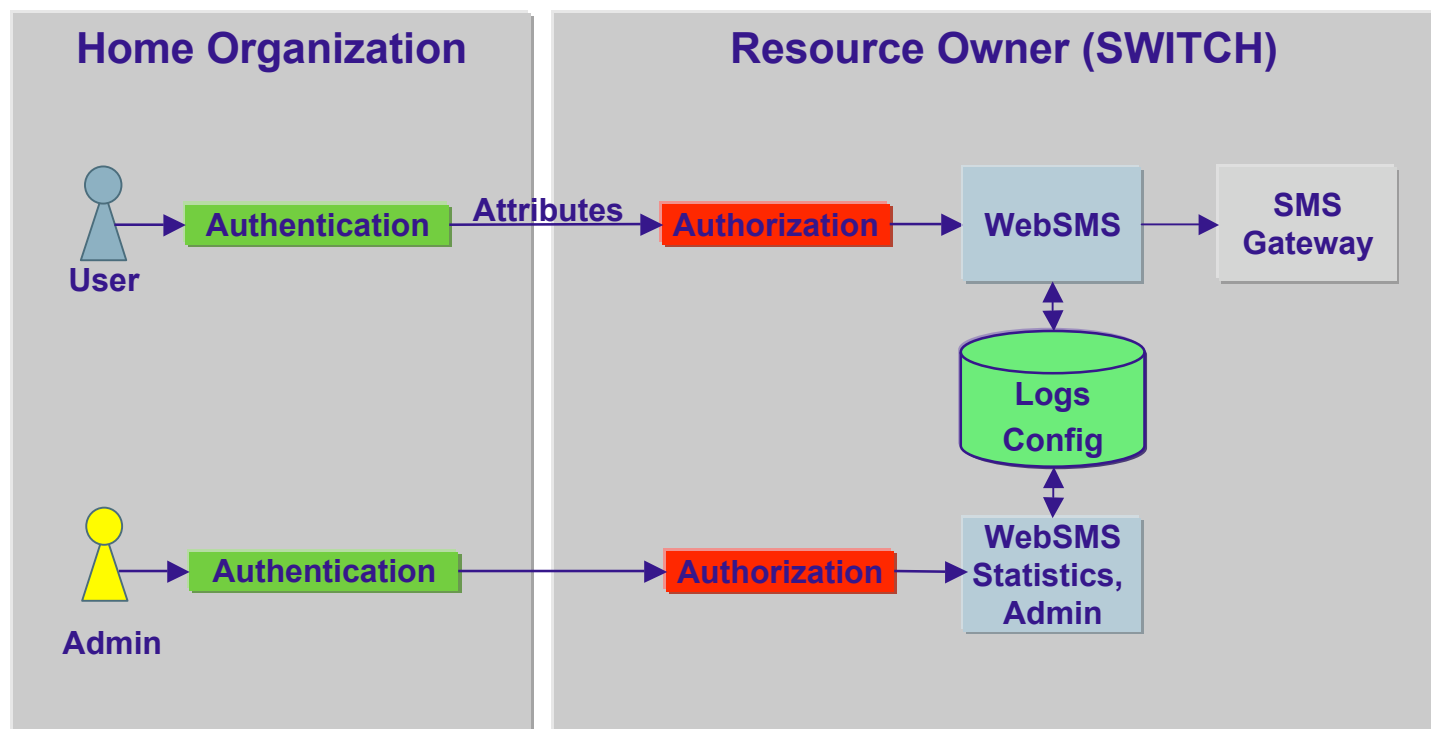 Home Organization
Resource Owner (SWITCH)
User
Authentication
Attributes
Authorization
WebSMS
SMS
Gateway
Logs
Config
Admin
Authentication
Authorization
WebSMS
Statistics,
Admin